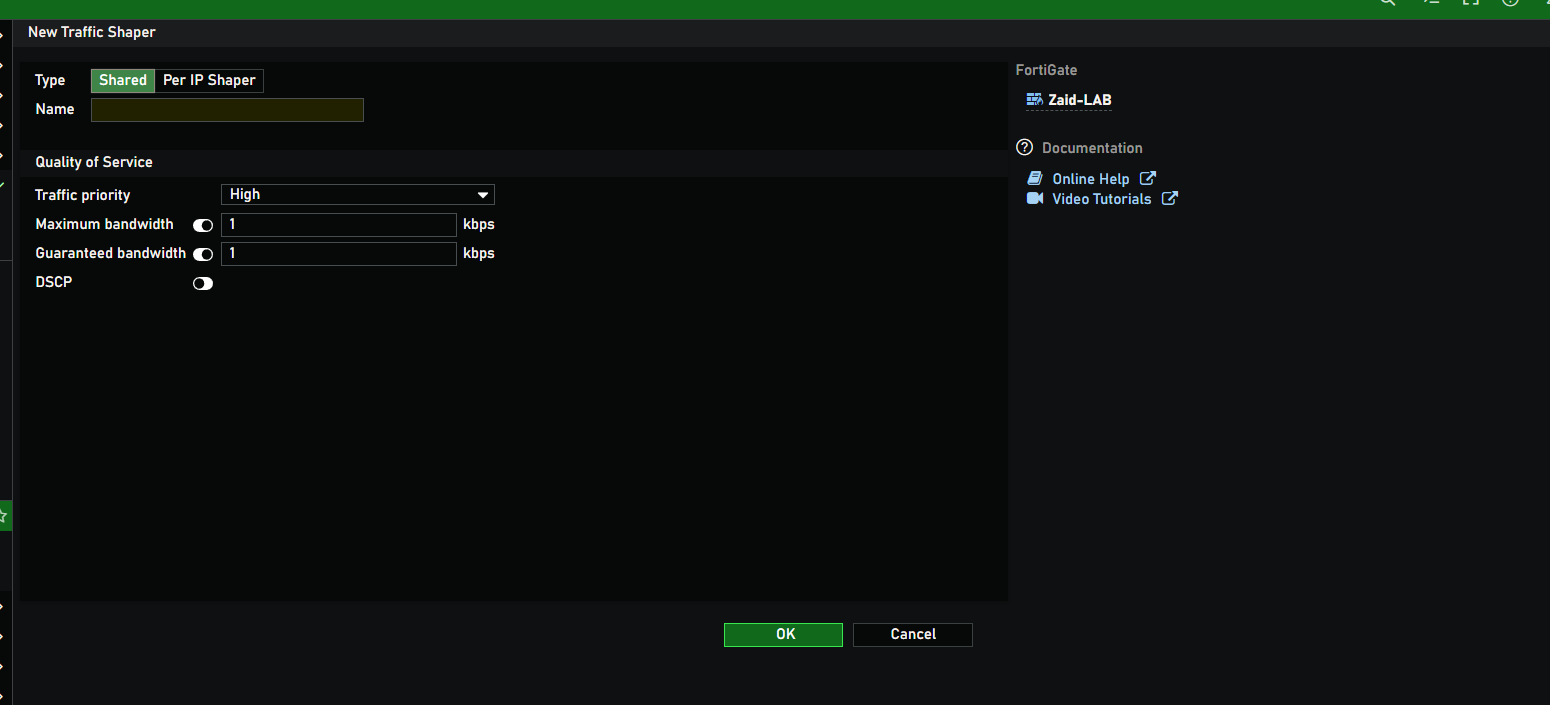 New Traffic Shaper
Type Shared Per IP Shaper
Name
Quality of Service
Traffic priority High
Maximum bandwidth 1 kbps
Guaranteed bandwidth 1 kbps
DSCP
OK Cancel
FortiGate
Zaid-LAB
Documentation
Online Help
Video Tutorials